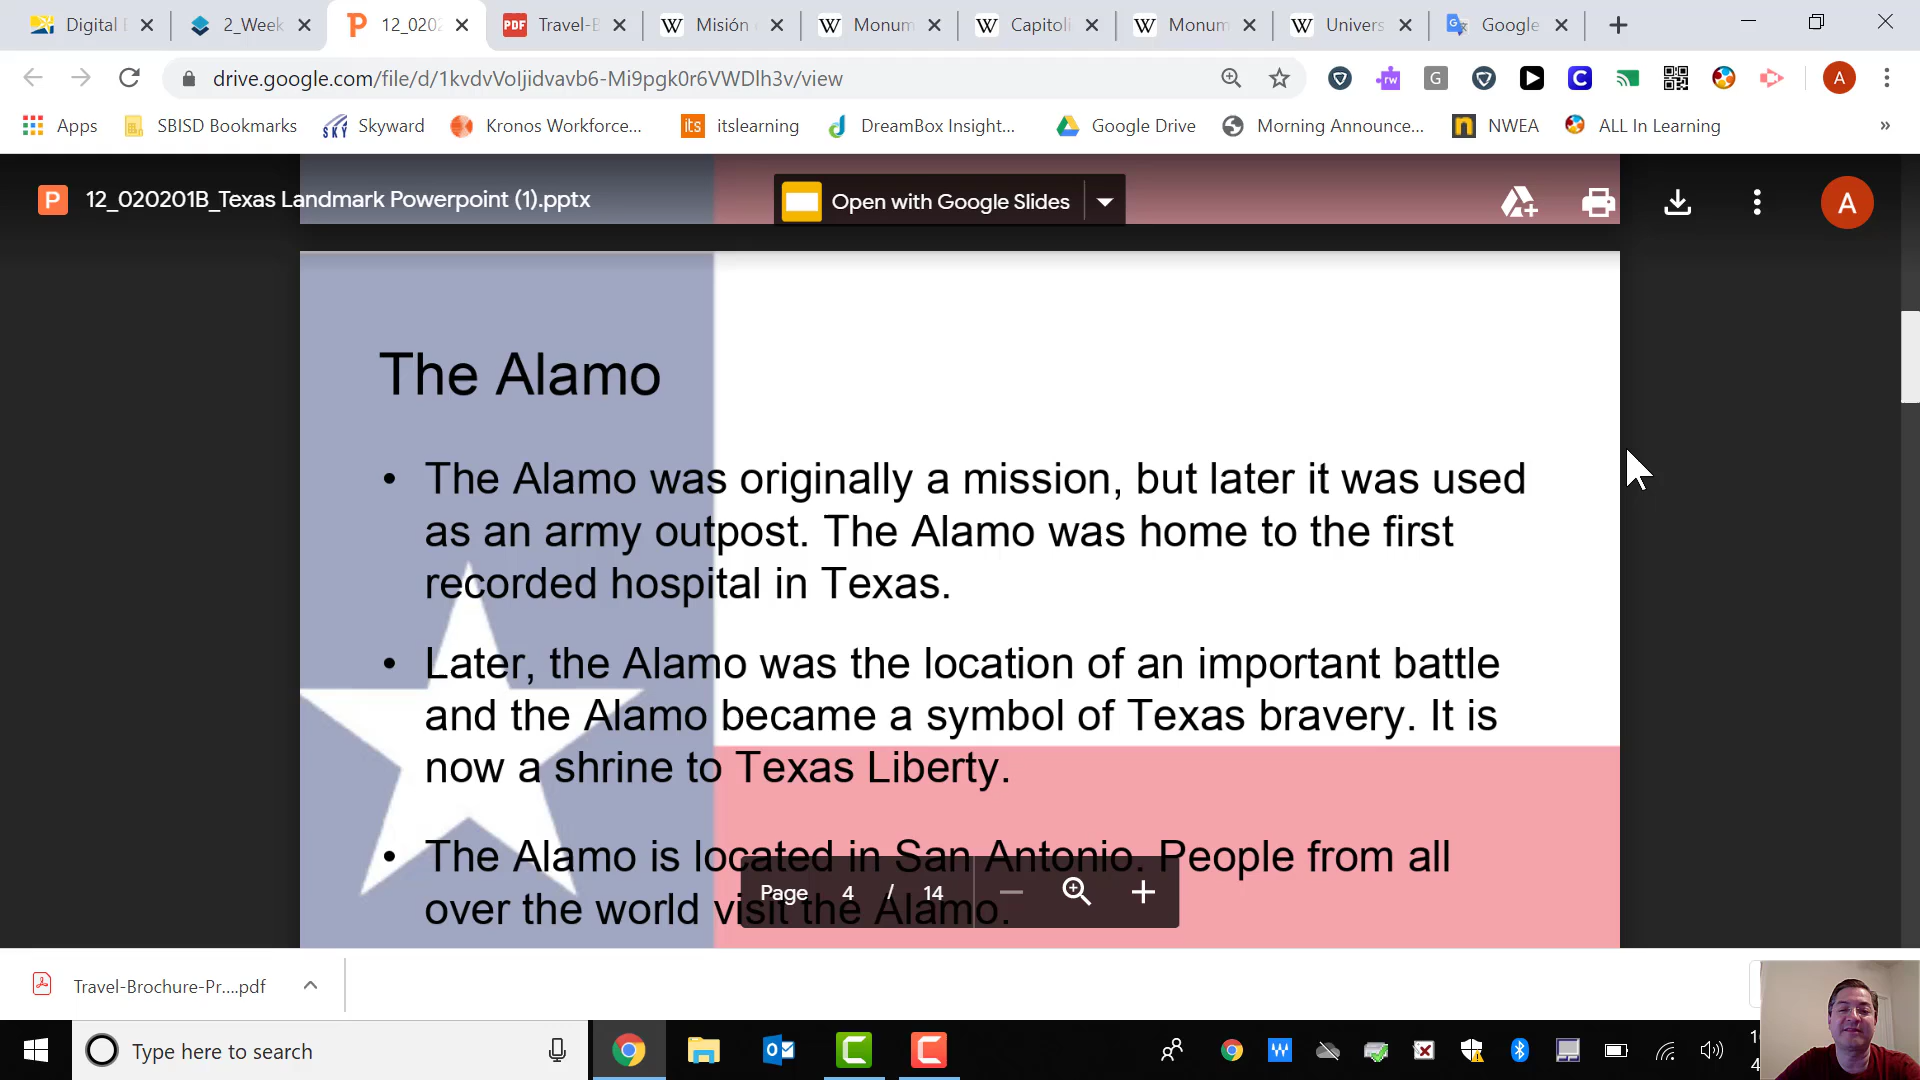 Digital
2_Week
12_020
Travel-B
Misión
Monum
Capitoli
Monum
Univers
Google
drive.google.com/file/d/1kvdvVoIjidvavb6-Mi9pgk0r6VWDlh3v/view
Apps
SBISD Bookmarks
Skyward
Kronos Workforce...
itslearning
DreamBox Insight...
Google Drive
Morning Announce...
NWEA
ALL In Learning
12_020201B_Texas Landmark Powerpoint (1).pptx
Open with Google Slides
A
The Alamo
• The Alamo was originally a mission, but later it was used
as an army outpost. The Alamo was home to the first
recorded hospital in Texas.
• Later, the Alamo was the location of an important battle
and the Alamo became a symbol of Texas bravery. It is
now a shrine to Texas Liberty.
• The Alamo is located in San Antonio. People from all
over the world visit the Alamo.
Page 4 / 14
Travel-Brochure-Pr....pdf
Type here to search